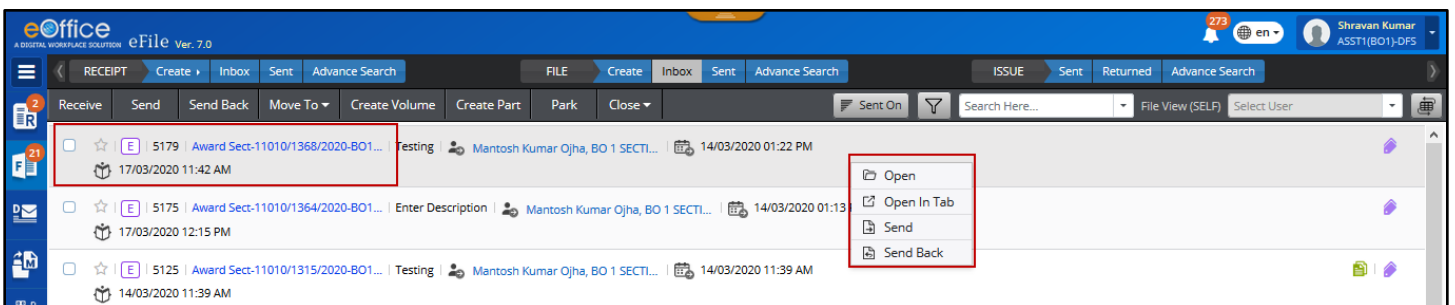 eOffice
A DIGITAL WORKPLACE SOLUTION eFile Ver. 7.0
273 en Shravan Kumar
ASST1(BO1)-DFS
RECEIPT Create Inbox Sent Advance Search FILE Create Inbox Sent Advance Search ISSUE Sent Returned Advance Search
2 R Receive Send Send Back Move To Create Volume Create Part Park Close Sent On Search Here... File View (SELF) Select User
E 5179 Award Sect-11010/1368/2020-BO1... Testing Mantosh Kumar Ojha, BO 1 SECTI... 14/03/2020 01:22 PM
21 F 17/03/2020 11:42 AM
Open
Open In Tab
Send
Send Back
D E 5175 Award Sect-11010/1364/2020-BO1... Enter Description Mantosh Kumar Ojha, BO 1 SECTI... 14/03/2020 01:13
17/03/2020 12:15 PM
M E 5125 Award Sect-11010/1315/2020-BO1... Testing Mantosh Kumar Ojha, BO 1 SECTI... 14/03/2020 11:39 AM
14/03/2020 11:39 AM